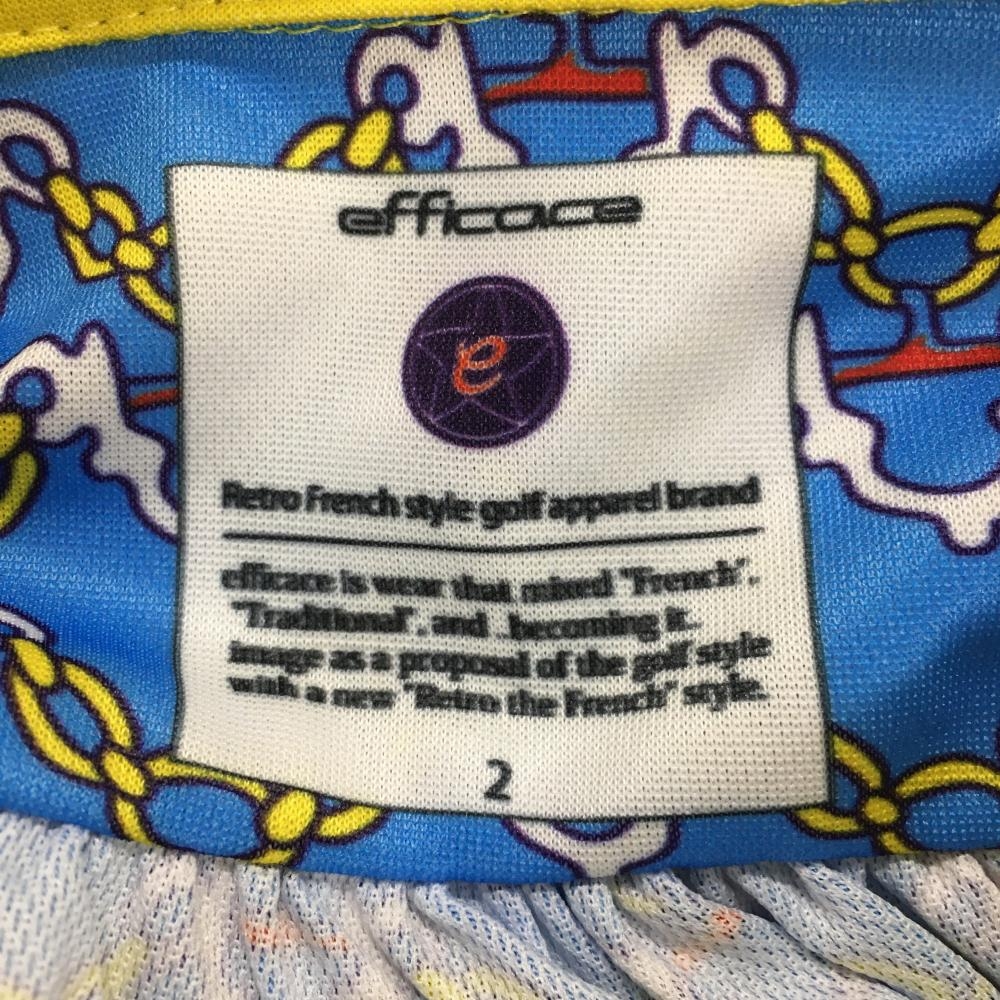 efficace
e
Retro French style golf apparel brand
efficace is wear that mixed "French".
"Traditional". and .becoming it.
image as a proposal of the golf style
with a new "Retro the French" style.
2